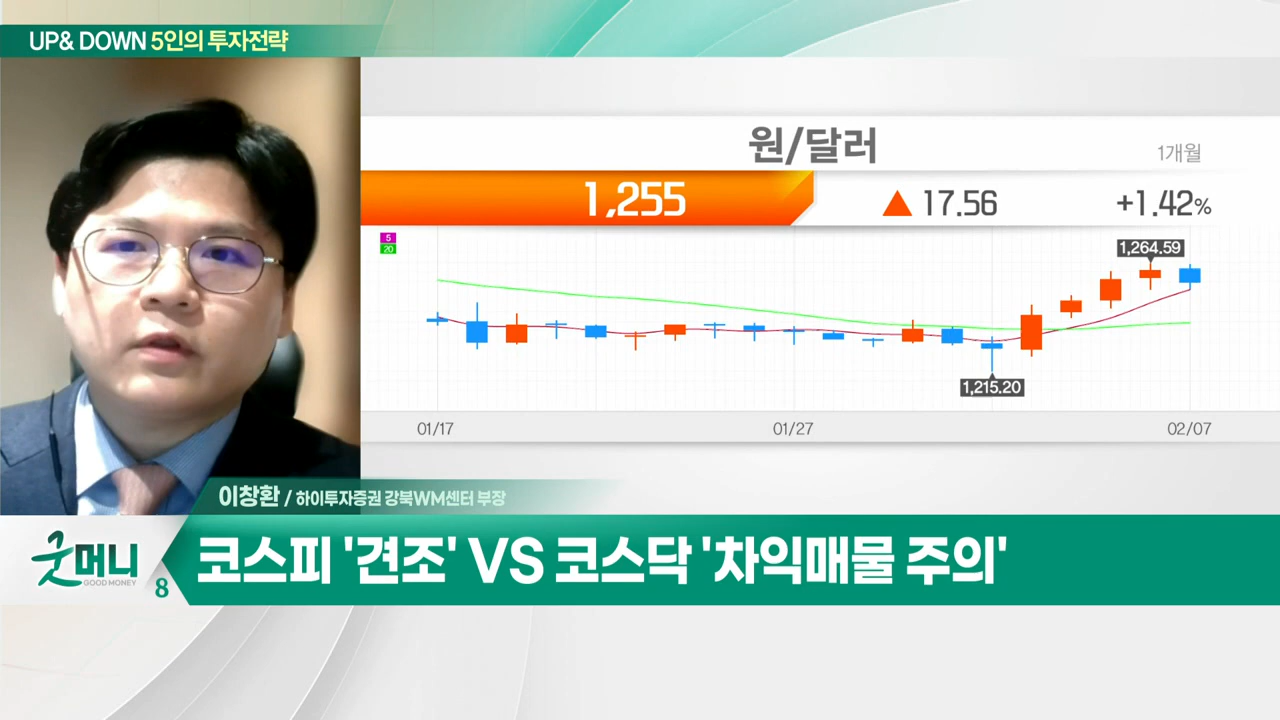 UP& DOWN 5인의 투자전략
원/달러
1개월
1,255
▲ 17.56
+1.42%
5
20
1,264.59
1,215.20
01/17
01/27
02/07
이창환 / 하이투자증권 강북WM센터 부장
굿머니
GOOD MONEY
8
코스피 '견조' VS 코스닥 '차익매물 주의'